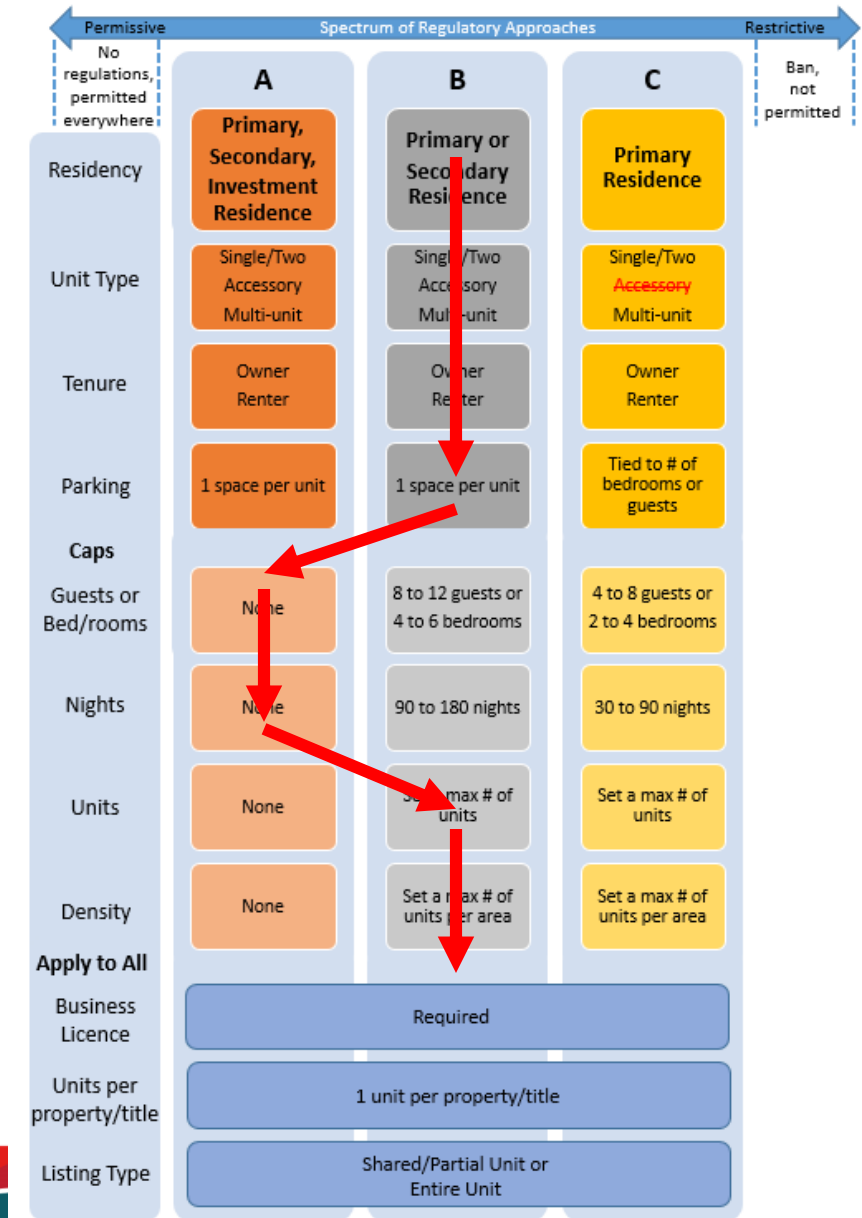 Permissive
Spectrum of Regulatory Approaches
Restrictive
No
regulations,
permitted
everywhere
A
B
C
Ban,
not
permitted
Residency
Primary,
Secondary,
Investment
Residence
Primary or
Secondary
Residence
Primary
Residence
Unit Type
Single/Two
Accessory
Multi-unit
Single/Two
Accessory
Multi-unit
Single/Two
Accessory
Multi-unit
Tenure
Owner
Renter
Owner
Renter
Owner
Renter
Parking
1 space per unit
1 space per unit
Tied to # of
bedrooms or
guests
Caps
Guests or
Bed/rooms
None
8 to 12 guests or
4 to 6 bedrooms
4 to 8 guests or
2 to 4 bedrooms
Nights
None
90 to 180 nights
30 to 90 nights
Units
None
Set a max # of
units
Set a max # of
units
Density
None
Set a max # of
units per area
Set a max # of
units per area
Apply to All
Business
Licence
Required
Units per
property/title
1 unit per property/title
Listing Type
Shared/Partial Unit or
Entire Unit